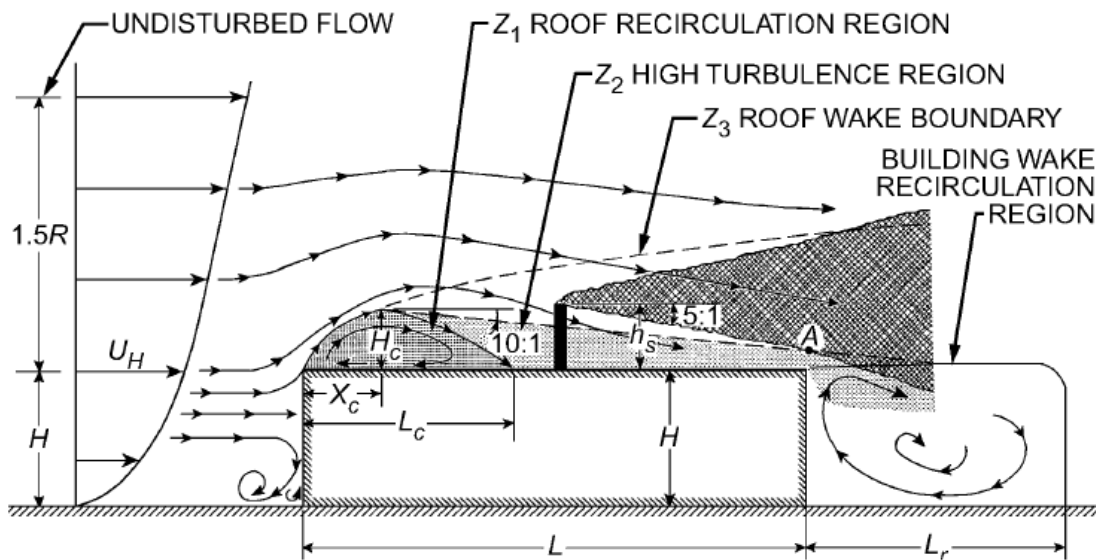 UNDISTURBED FLOW
Z1 ROOF RECIRCULATION REGION
Z2 HIGH TURBULENCE REGION
Z3 ROOF WAKE BOUNDARY
BUILDING WAKE
RECIRCULATION
REGION
1.5R
5:1
UH
Hc
10:1
hs
A
Xc
Lc
H
H
L
Lr